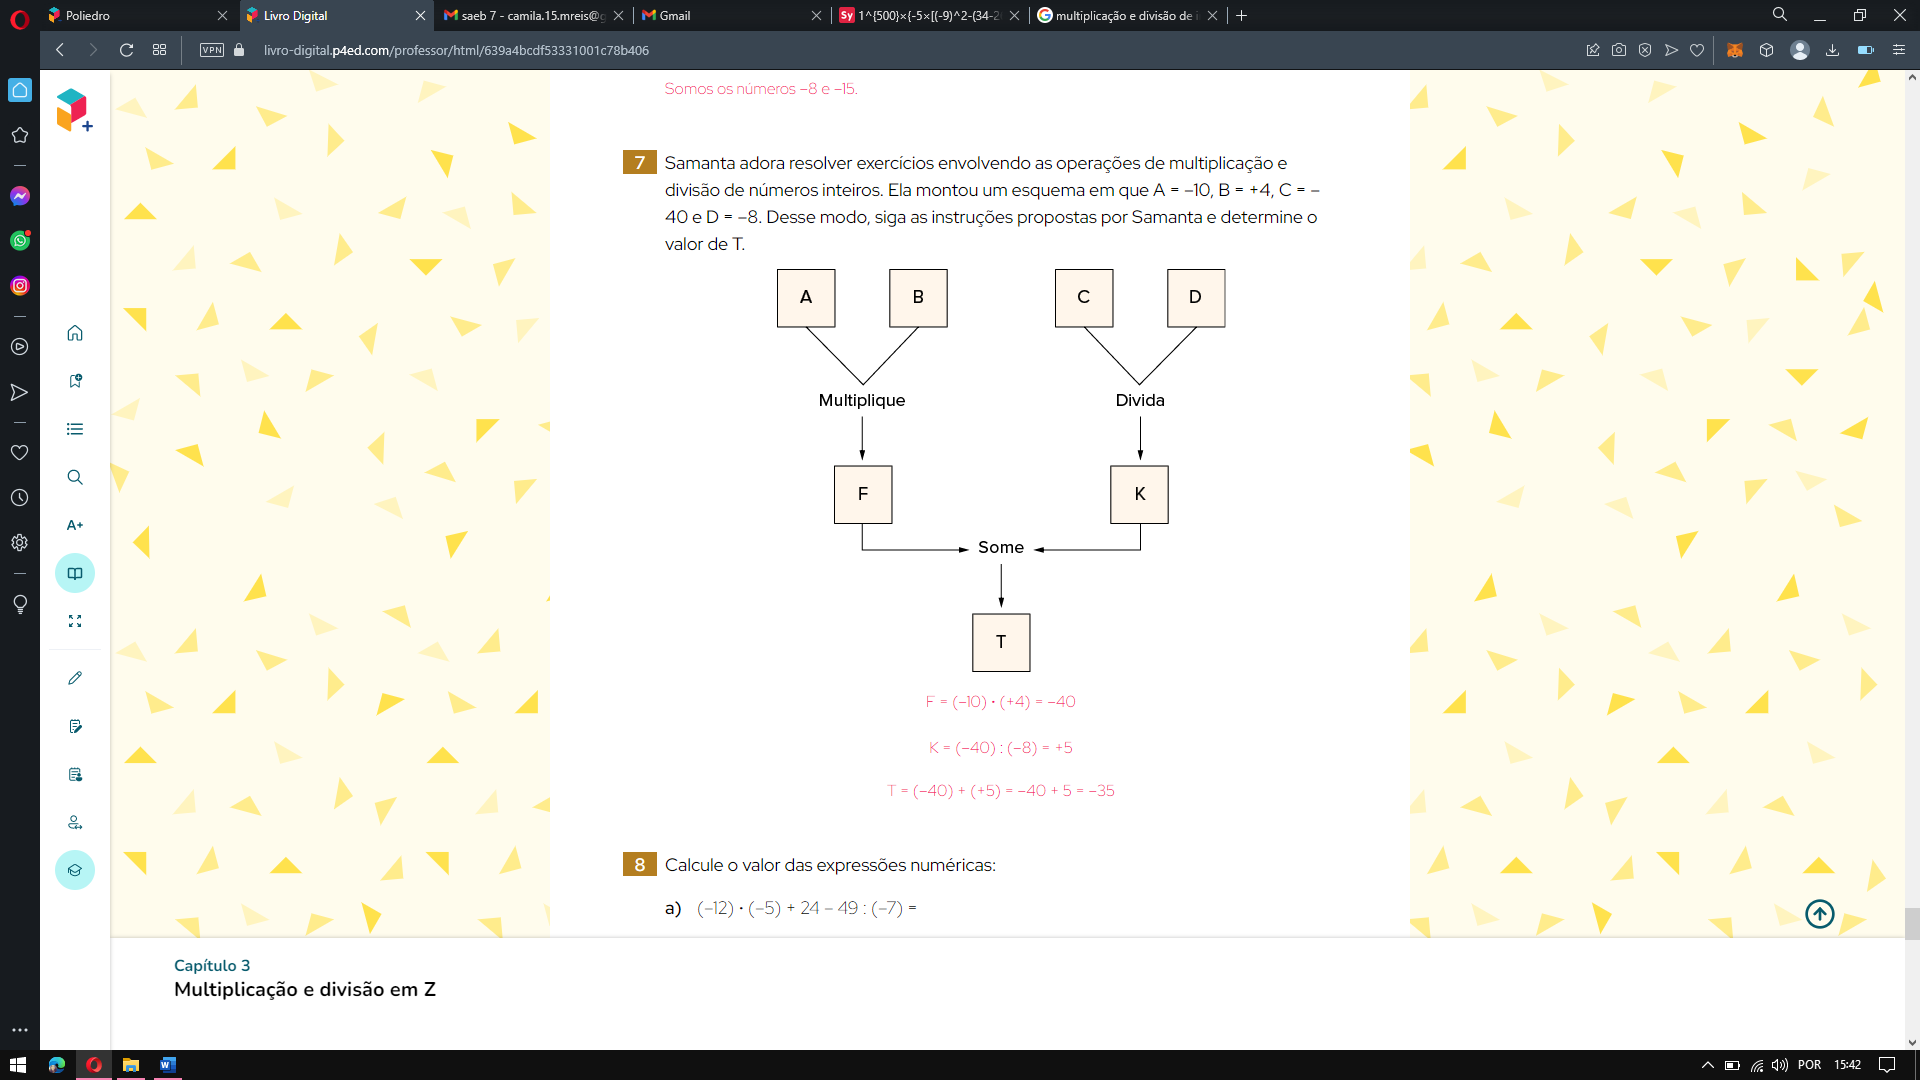 Poliedro
Livro Digital
saeb 7 - camila.15.mreis@g
Gmail
1^{500}×{-5×[(-9)^2-(34-2
multiplicação e divisão de i
VPN
livro-digital.p4ed.com/professor/html/639a4bcdf53331001c78b406
Somos os números –8 e –15.
7 Samanta adora resolver exercícios envolvendo as operações de multiplicação e
divisão de números inteiros. Ela montou um esquema em que A = –10, B = +4, C = –
40 e D = –8. Desse modo, siga as instruções propostas por Samanta e determine o
valor de T.
A B C D
Multiplique Divida
F K
Some
T
F = (–10) · (+4) = –40
K = (–40) : (–8) = +5
T = (–40) + (+5) = –40 + 5 = –35
8 Calcule o valor das expressões numéricas:
a) (–12) · (–5) + 24 – 49 : (–7) =
A+
Capítulo 3
Multiplicação e divisão em Z
POR 15:42